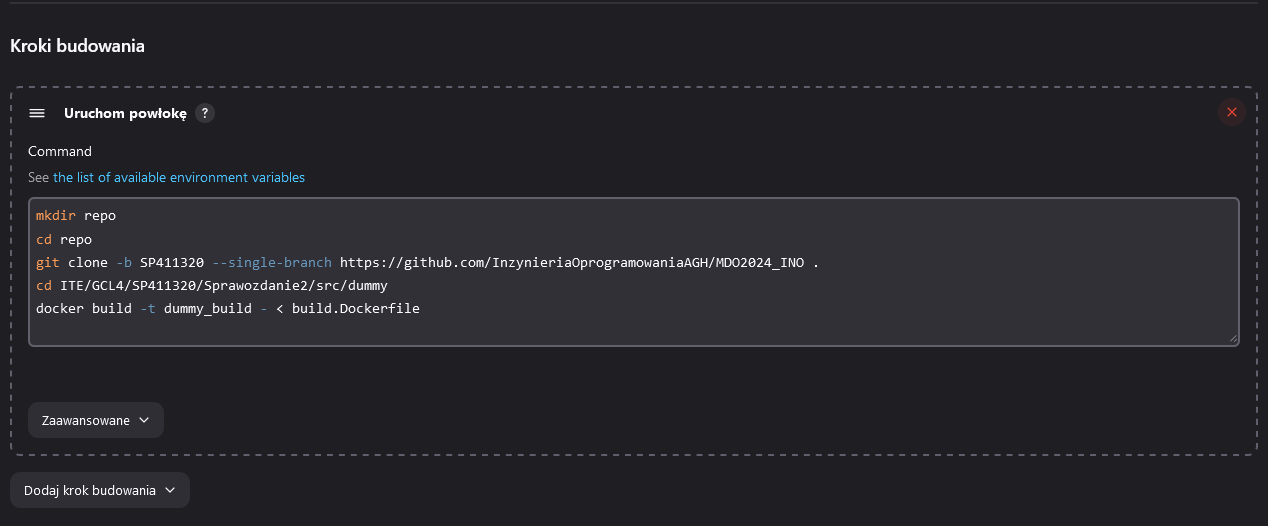 Kroki budowania
Uruchom powłokę ?
Command
See the list of available environment variables
mkdir repo
cd repo
git clone -b SP411320 --single-branch https://github.com/InzynieriaOprogramowaniaAGH/MDO2024_INO .
cd ITE/GCL4/SP411320/Sprawozdanie2/src/dummy
docker build -t dummy_build - < build.Dockerfile
Zaawansowane
Dodaj krok budowania